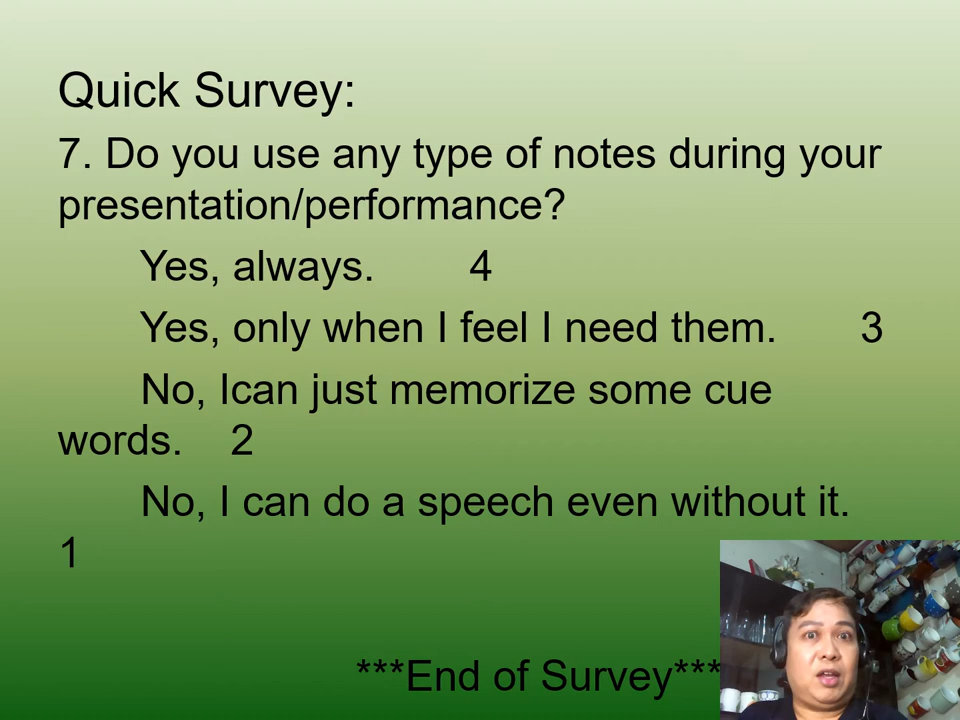 Quick Survey:
7. Do you use any type of notes during your
presentation/performance?
Yes, always. 4
Yes, only when I feel I need them. 3
No, Ican just memorize some cue
words. 2
No, I can do a speech even without it.
1
***End of Survey***